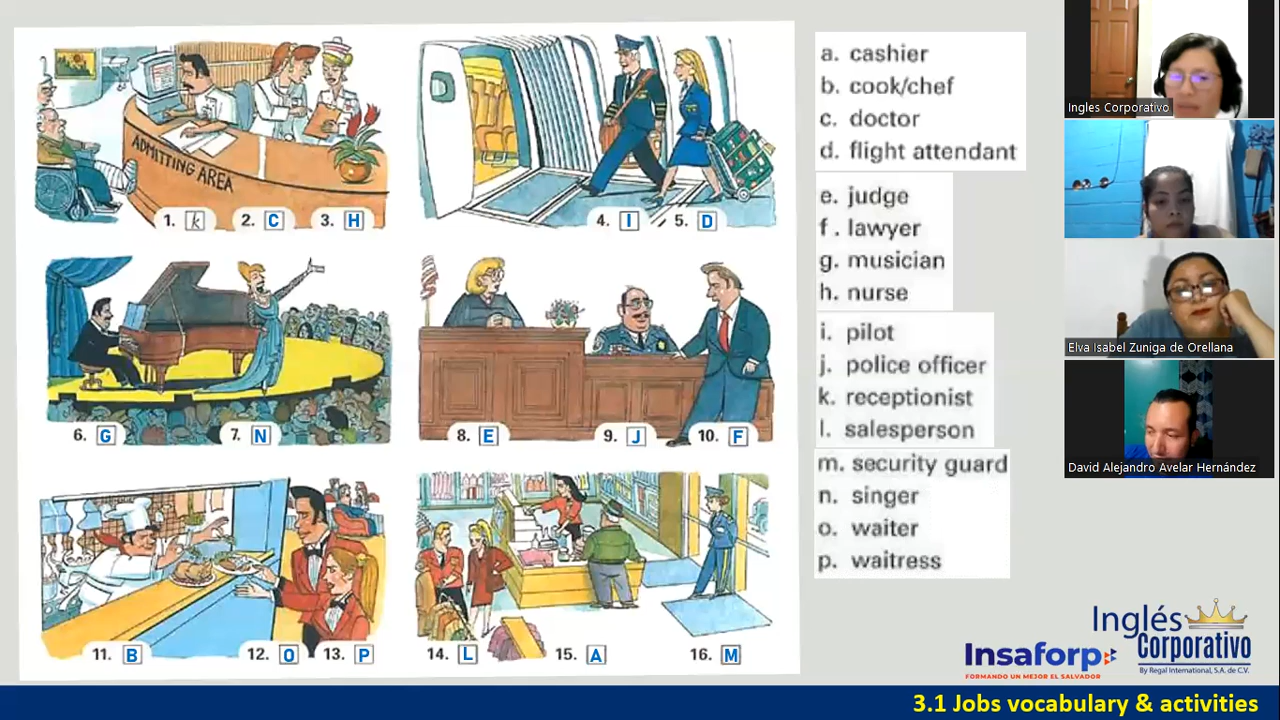 ADMITTING AREA
1. k 2. C 3. H
4. I 5. D
6. G 7. N
8. E 9. J 10. F
11. B 12. O 13. P
14. L 15. A 16. M
a. cashier
b. cook/chef
c. doctor
d. flight attendant
e. judge
f. lawyer
g. musician
h. nurse
i. pilot
j. police officer
k. receptionist
l. salesperson
m. security guard
n. singer
o. waiter
p. waitress
Ingles Corporativo
Elva Isabel Zuniga de Orellana
David Alejandro Avelar Hernández
Insaforp
FORMANDO UN MEJOR EL SALVADOR
Inglés
Corporativo
By Regal International, S.A. de C.V.
3.1 Jobs vocabulary & activities